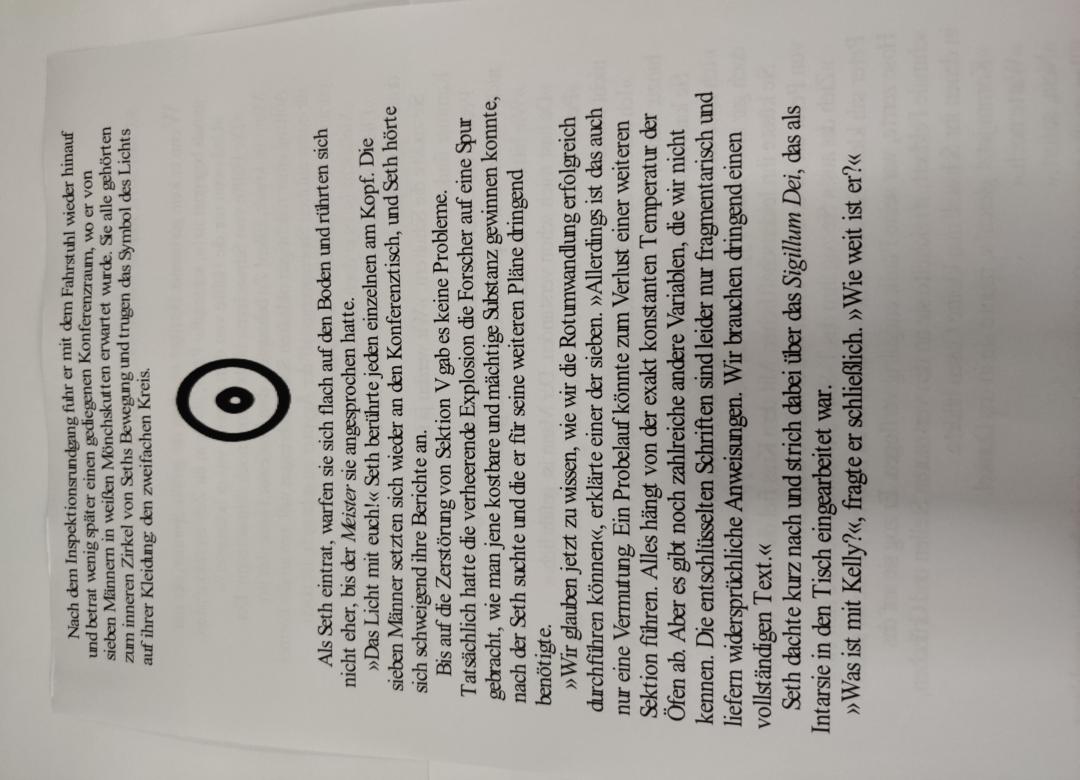 Nach dem Inspektionsrundgang fuhr er mit dem Fahrstuhl wieder hinauf
und betrat wenig später einen gediegenen Konferenzraum, wo er von
sieben Männern in weißen Mönchskutten erwartet wurde. Sie alle gehörten
zum inneren Zirkel von Seths Bewegung und trugen das Symbol des Lichts
auf ihrer Kleidung: den zweifachen Kreis.
Als Seth eintrat, warfen sie sich flach auf den Boden und rührten sich
nicht eher, bis der Meister sie angesprochen hatte.
»Das Licht mit euch!« Seth berührte jeden einzelnen am Kopf. Die
sieben Männer setzten sich wieder an den Konferenztisch, und Seth hörte
sich schweigend ihre Berichte an.
Bis auf die Zerstörung von Sektion V gab es keine Probleme.
Tatsächlich hatte die verheerende Explosion die Forscher auf eine Spur
gebracht, wie man jene kostbare und mächtige Substanz gewinnen konnte,
nach der Seth suchte und die er für seine weiteren Pläne dringend
benötigte.
»Wir glauben jetzt zu wissen, wie wir die Rotumwandlung erfolgreich
durchführen können«, erklärte einer der sieben. »Allerdings ist das auch
nur eine Vermutung. Ein Probelauf könnte zum Verlust einer weiteren
Sektion führen. Alles hängt von der exakt konstanten Temperatur der
Öfen ab. Aber es gibt noch zahlreiche andere Variablen, die wir nicht
kennen. Die entschlüsselten Schriften sind leider nur fragmentarisch und
liefern widersprüchliche Anweisungen. Wir brauchen dringend einen
vollständigen Text.«
Seth dachte kurz nach und strich dabei über das Sigillum Dei, das als
Intarsie in den Tisch eingearbeitet war.
»Was ist mit Kelly?«, fragte er schließlich. »Wie weit ist er?«